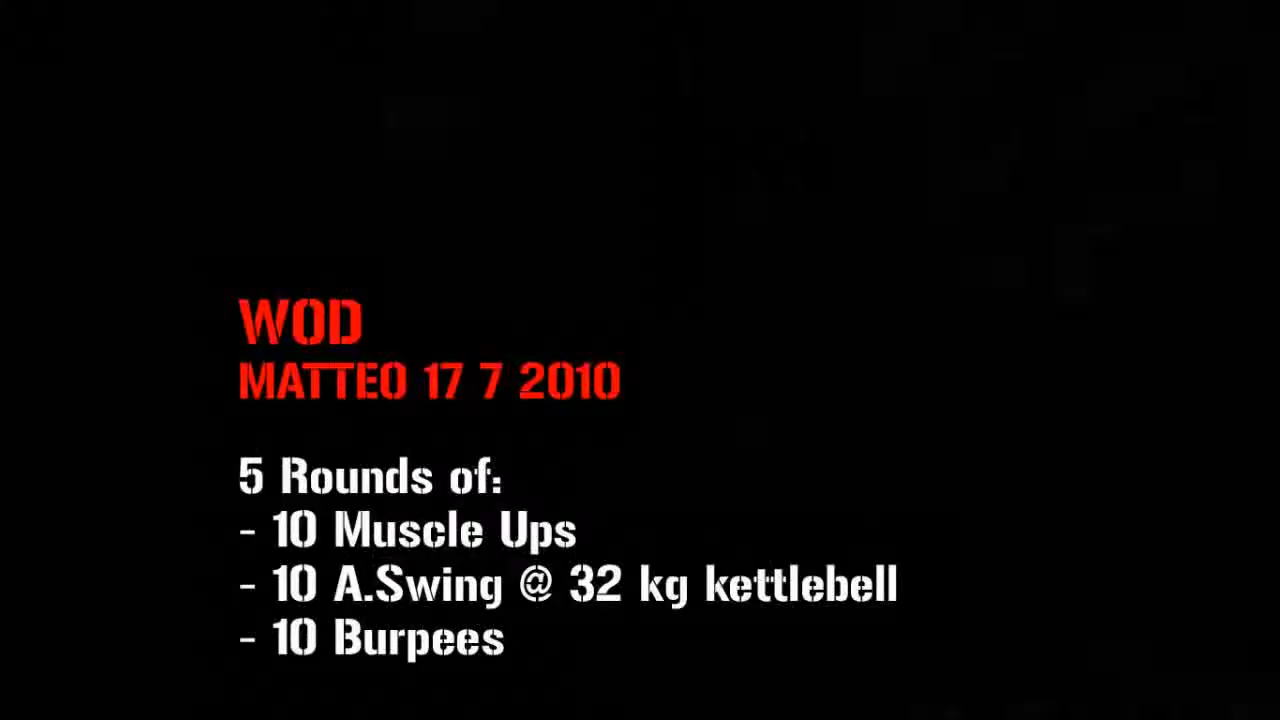 WOD
MATTEO 17 7 2010
5 Rounds of:
- 10 Muscle Ups
- 10 A.Swing @ 32 kg kettlebell
- 10 Burpees